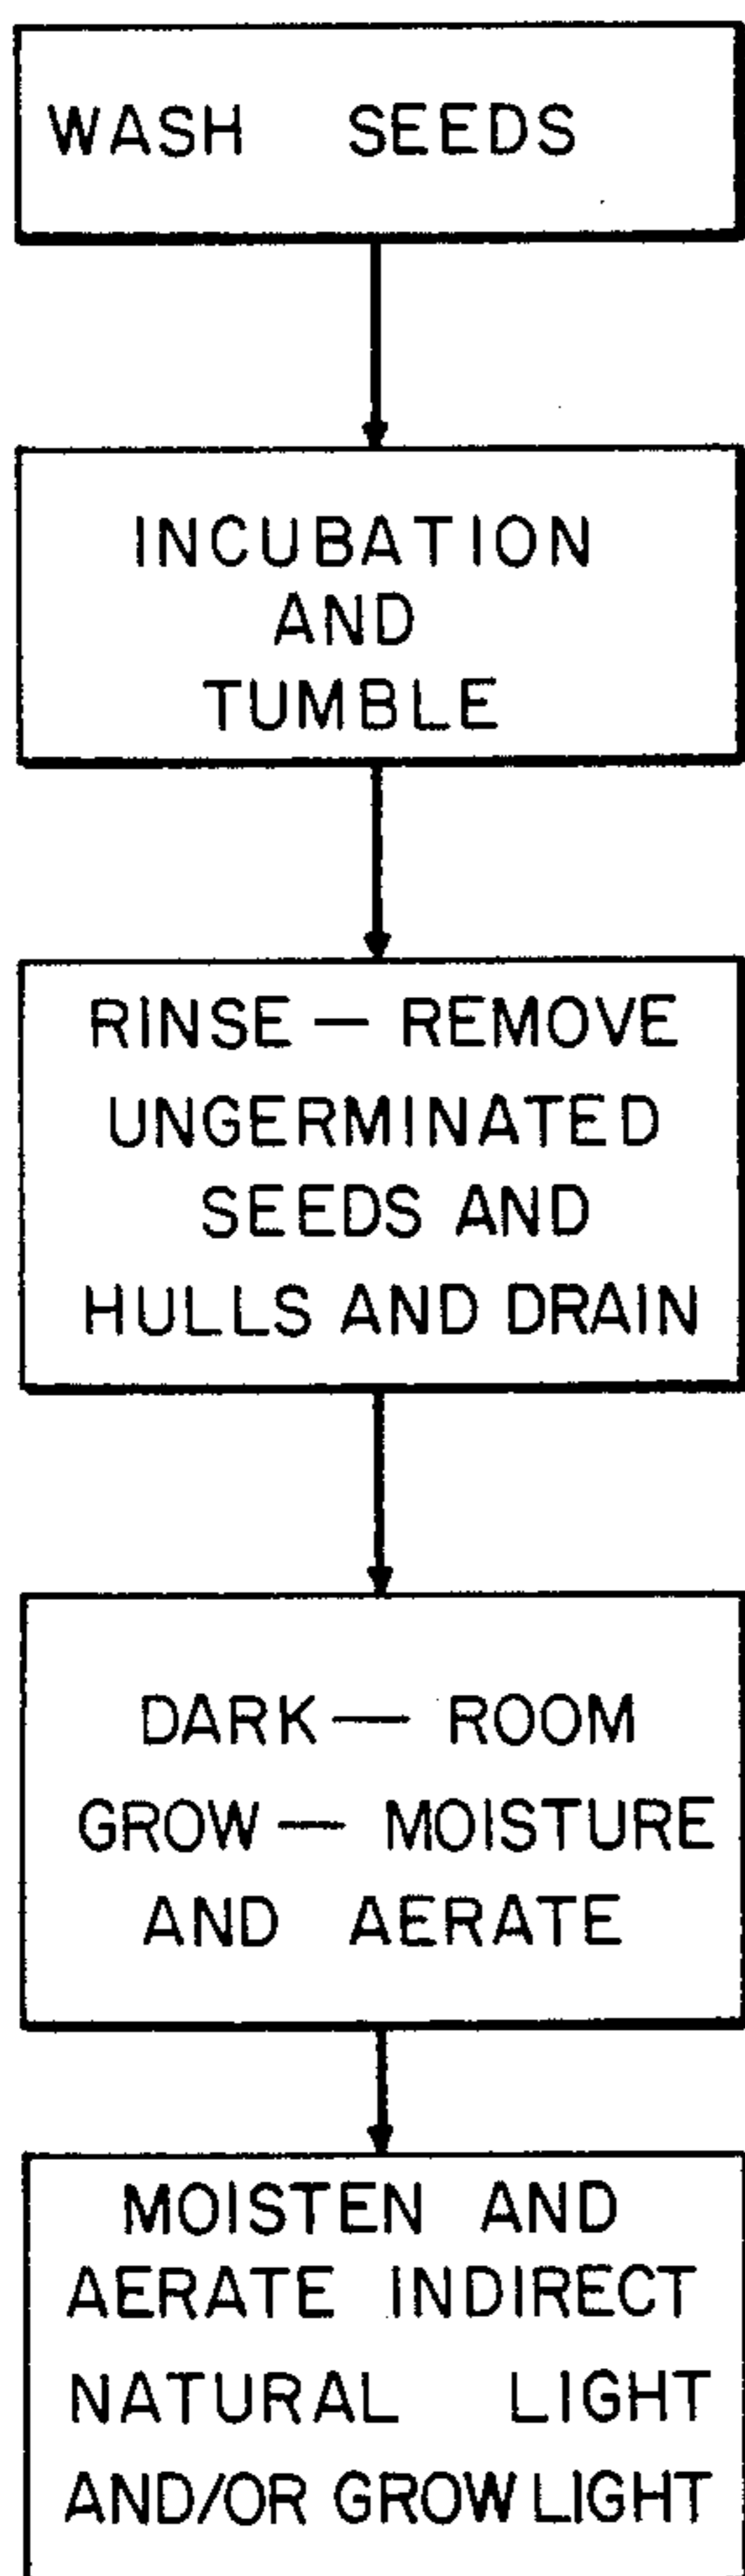 WASH SEEDS
INCUBATION
AND
TUMBLE
RINSE — REMOVE
UNGERMINATED
SEEDS AND
HULLS AND DRAIN
DARK — ROOM
GROW — MOISTURE
AND AERATE
MOISTEN AND
AERATE INDIRECT
NATURAL LIGHT
AND/OR GROW LIGHT